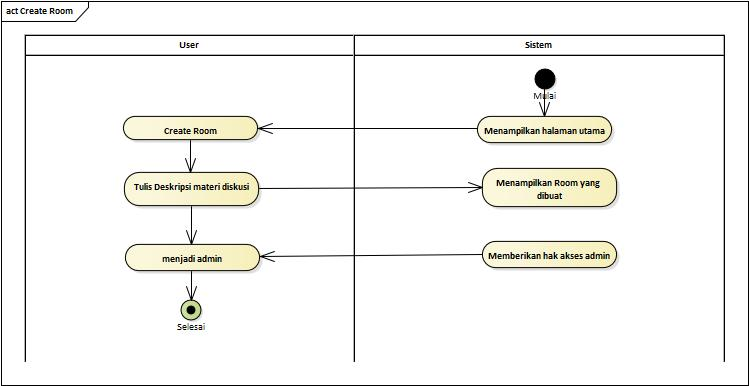 act Create Room
User
Sistem
Mulai
Create Room
Menampilkan halaman utama
Tulis Deskripsi materi diskusi
Menampilkan Room yang
dibuat
menjadi admin
Memberikan hak akses admin
Selesai